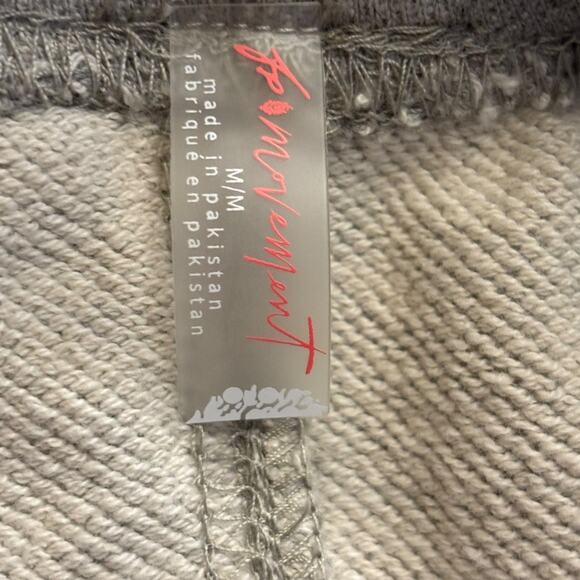 fp movement
M/M
made in pakistan
fabriqué en pakistan